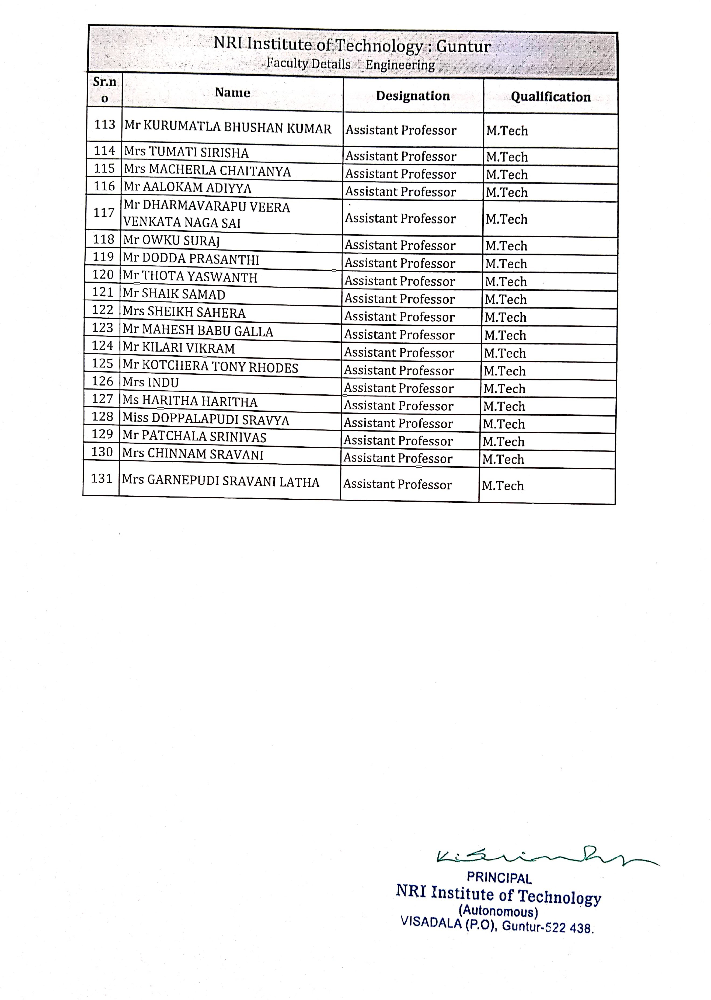 NRI Institute of Technology : Guntur
Faculty Details : Engineering
Sr.n
o
Name Designation Qualification
113 Mr KURUMATLA BHUSHAN KUMAR Assistant Professor M.Tech
114 Mrs TUMATI SIRISHA Assistant Professor M.Tech
115 Mrs MACHERLA CHAITANYA Assistant Professor M.Tech
116 Mr AALOKAM ADIYYA Assistant Professor M.Tech
117 Mr DHARMAVARAPU VEERA
VENKATA NAGA SAI Assistant Professor M.Tech
118 Mr OWKU SURAJ Assistant Professor M.Tech
119 Mr DODDA PRASANTHI Assistant Professor M.Tech
120 Mr THOTA YASWANTH Assistant Professor M.Tech
121 Mr SHAIK SAMAD Assistant Professor M.Tech
122 Mrs SHEIKH SAHERA Assistant Professor M.Tech
123 Mr MAHESH BABU GALLA Assistant Professor M.Tech
124 Mr KILARI VIKRAM Assistant Professor M.Tech
125 Mr KOTCHERA TONY RHODES Assistant Professor M.Tech
126 Mrs INDU Assistant Professor M.Tech
127 Ms HARITHA HARITHA Assistant Professor M.Tech
128 Miss DOPPALAPUDI SRAVYA Assistant Professor M.Tech
129 Mr PATCHALA SRINIVAS Assistant Professor M.Tech
130 Mrs CHINNAM SRAVANI Assistant Professor M.Tech
131 Mrs GARNEPUDI SRAVANI LATHA Assistant Professor M.Tech
PRINCIPAL
NRI Institute of Technology
(Autonomous)
VISADALA (P.O), Guntur-522 438.